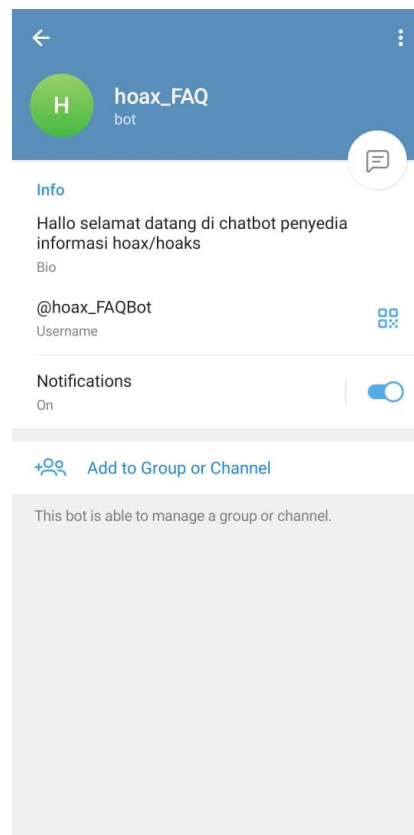 H
hoax_FAQ
bot
Info
Hallo selamat datang di chatbot penyedia
informasi hoax/hoaks
Bio
@hoax_FAQBot
Username
Notifications
On
Add to Group or Channel
This bot is able to manage a group or channel.